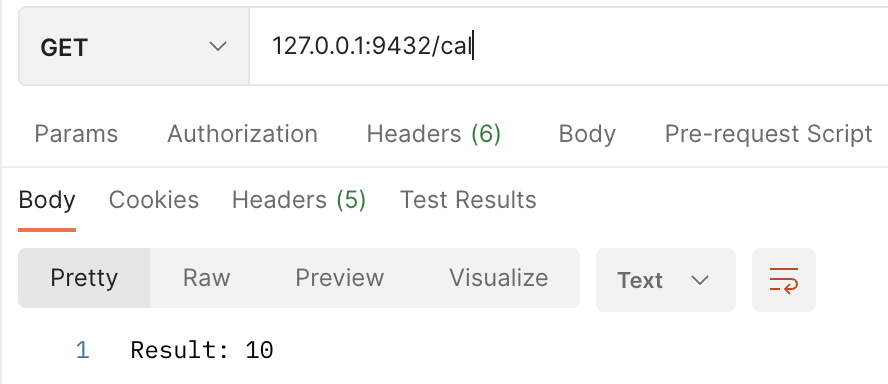 GET 127.0.0.1:9432/cal
Params Authorization Headers (6) Body Pre-request Script
Body Cookies Headers (5) Test Results
Pretty Raw Preview Visualize Text
1 Result: 10